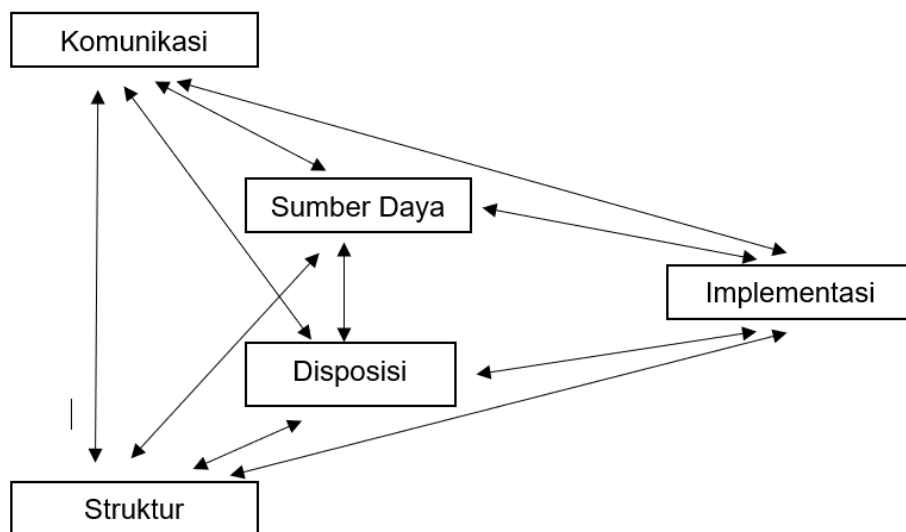 Komunikasi
Sumber Daya
Implementasi
Disposisi
Struktur